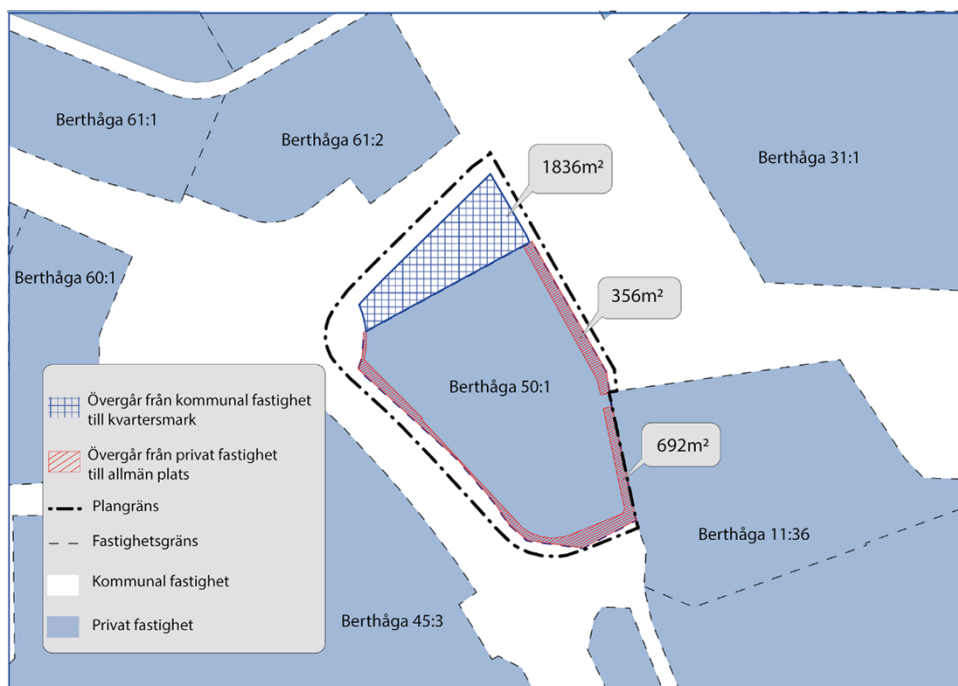 Berthåga 61:1
Berthåga 61:2
1836m²
Berthåga 31:1
Berthåga 60:1
356m²
Berthåga 50:1
692m²
Berthåga 11:36
Berthåga 45:3
Övergår från kommunal fastighet
till kvartersmark
Övergår från privat fastighet
till allmän plats
Plangräns
Fastighetsgräns
Kommunal fastighet
Privat fastighet